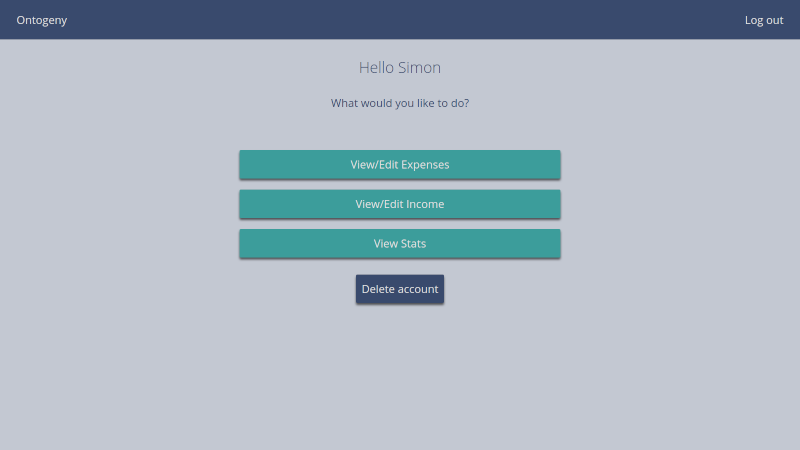 Ontogeny
Log out
Hello Simon
What would you like to do?
View/Edit Expenses
View/Edit Income
View Stats
Delete account